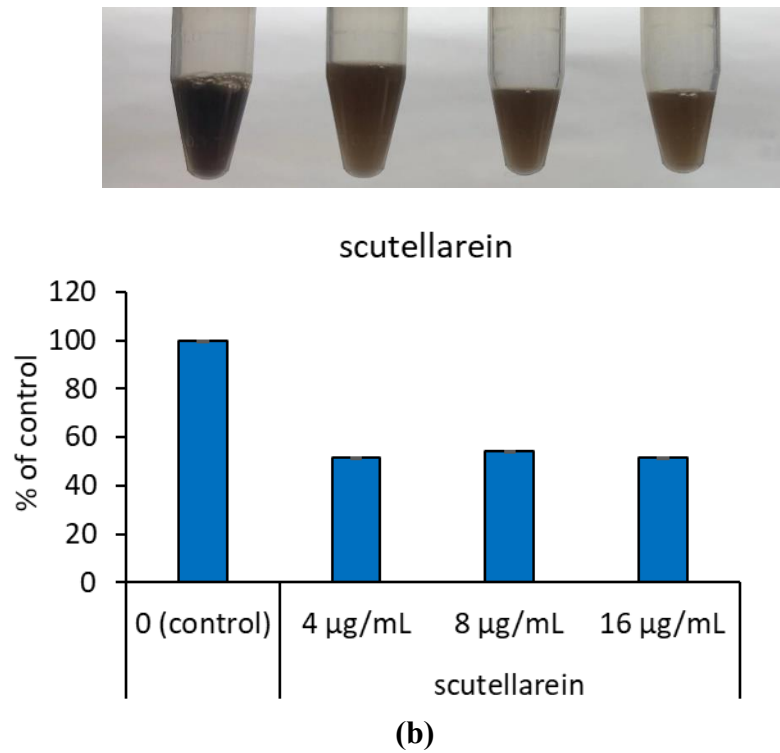 scutellarein
120
100
80
60
40
20
0
% of control
0 (control) 4 µg/mL 8 µg/mL 16 µg/mL
scutellarein
(b)